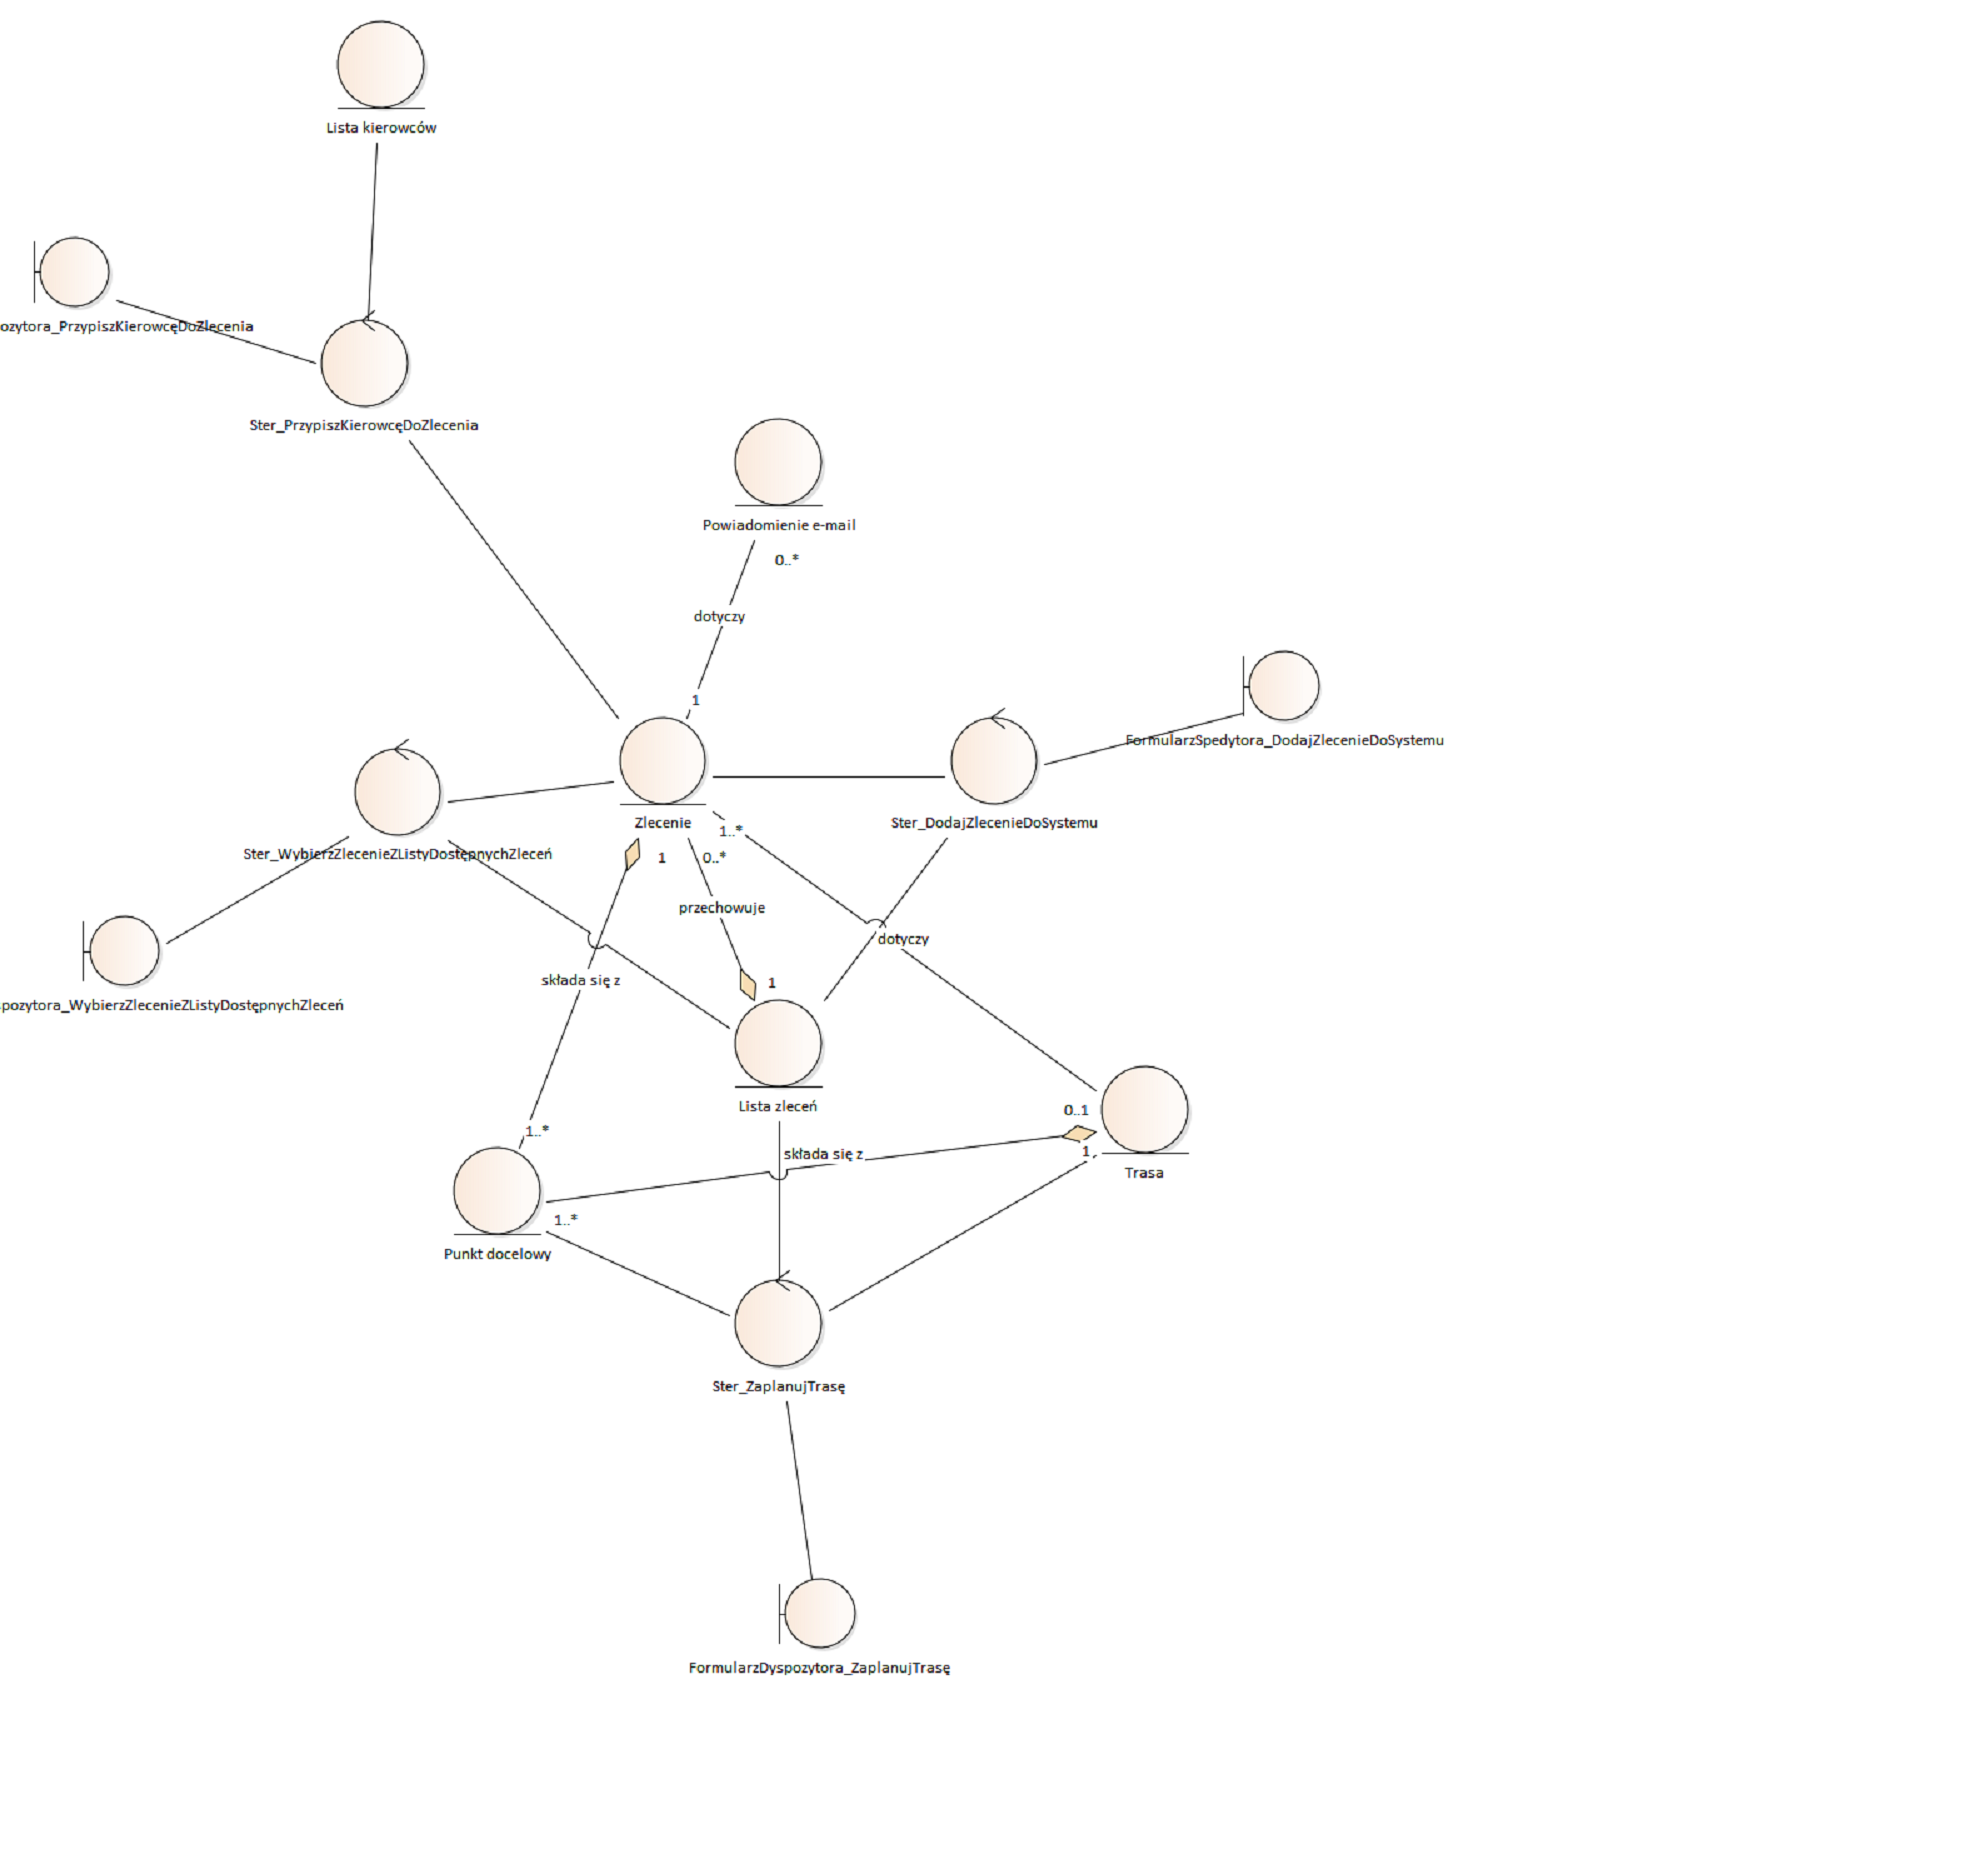 Lista kierowców
ozytora_PrzypiszKierowcęDoZlecenia
Ster_PrzypiszKierowcęDoZlecenia
Powiadomienie e-mail
0..*
dotyczy
1
FormularzSpedytora_DodajZlecenieDoSystemu
Zlecenie
Ster_DodajZlecenieDoSystemu
1..*
Ster_WybierzZlecenieZListyDostępnychZleceń
1
0..*
przechowuje
dotyczy
składa się z
1
pozytora_WybierzZlecenieZListyDostępnychZleceń
Lista zleceń
0..1
1..*
składa się z
1
Trasa
1..*
Punkt docelowy
Ster_ZaplanujTrasę
FormularzDyspozytora_ZaplanujTrasę